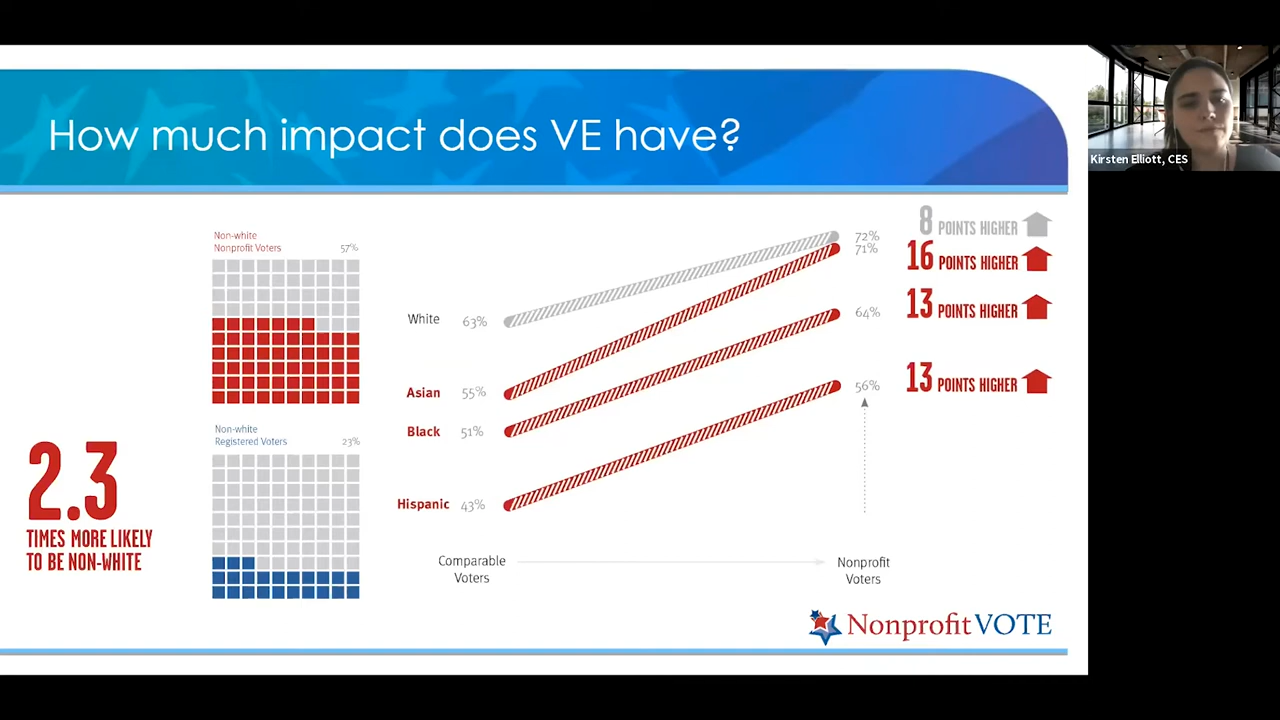 How much impact does VE have?
Kirsten Elliott, CES
Non-white
Nonprofit Voters 57%
Non-white
Registered Voters 23%
2.3
TIMES MORE LIKELY
TO BE NON-WHITE
White 63% 72%
8 POINTS HIGHER
Asian 55% 71%
16 POINTS HIGHER
Black 51% 64%
13 POINTS HIGHER
Hispanic 43% 56%
13 POINTS HIGHER
Comparable
Voters
Nonprofit
Voters
Nonprofit VOTE